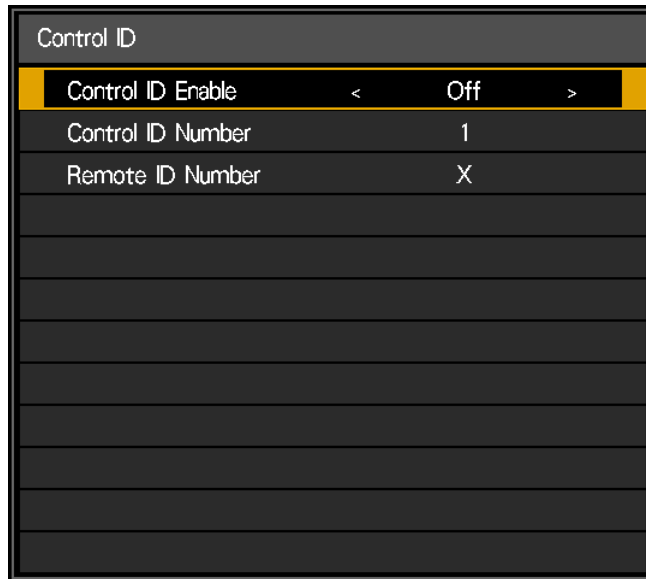 Control ID
Control ID Enable < Off >
Control ID Number 1
Remote ID Number X